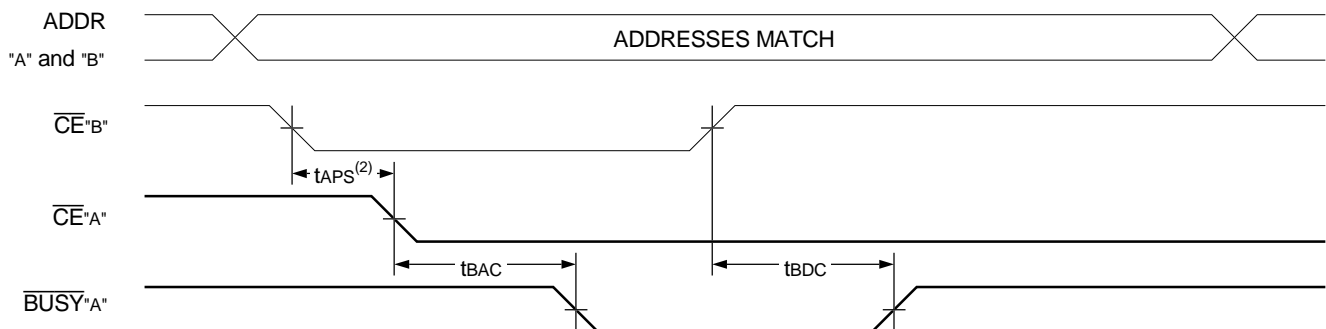 ADDR
"A" and "B"
ADDRESSES MATCH
CE"B"
tAPS(2)
CE"A"
tBAC
tBDC
BUSY"A"